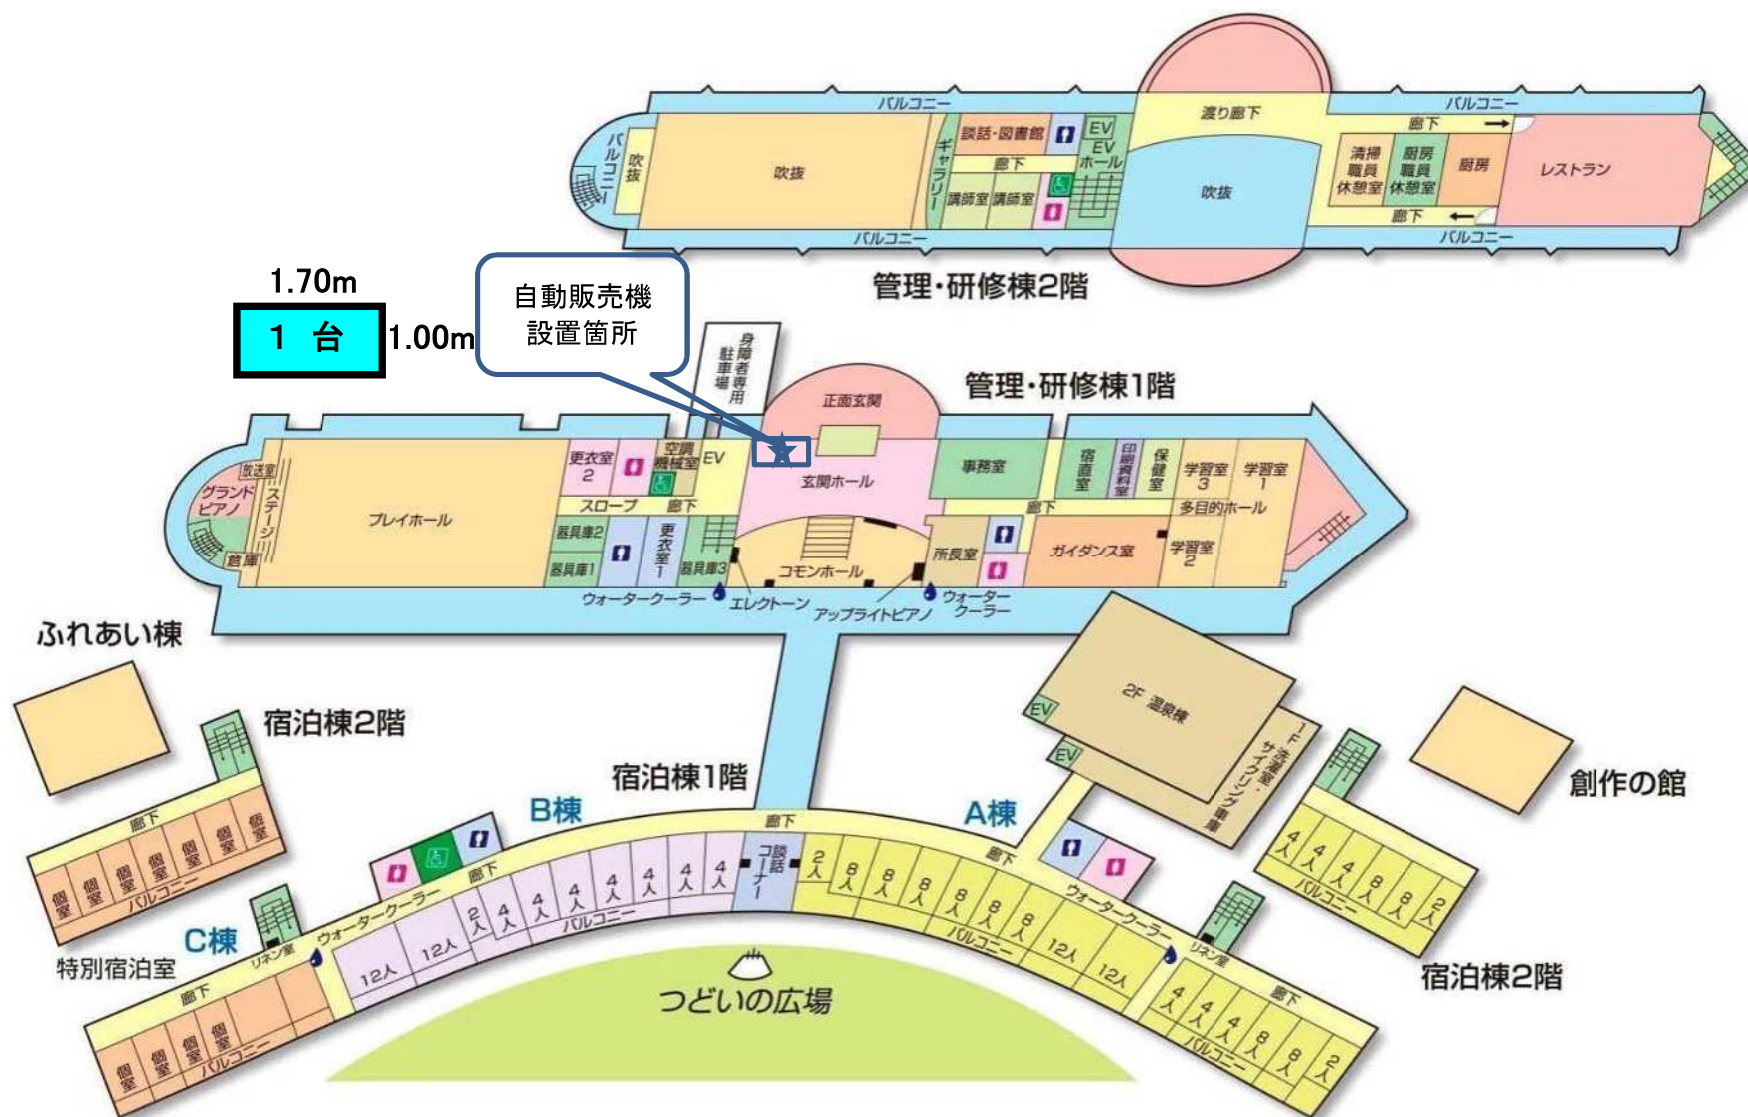 バルコニー
バルコニー
渡り廊下
廊下
バルコニー
吹抜
吹抜
ギャラリー
談話・図書館
EV
EV
ホール
廊下
講師室
講師室
吹抜
清掃
職員
休憩室
厨房
職員
休憩室
厨房
レストラン
廊下
バルコニー
バルコニー
管理・研修棟2階
1.70m
1 台
1.00m
自動販売機
設置箇所
身障者専用
駐車場
正面玄関
管理・研修棟1階
放送室
グランド
ピアノ
ステージ
倉庫
プレイホール
更衣室
2
空調
機械室
EV
スロープ
廊下
器具庫2
器具庫1
更衣室1
器具庫3
玄関ホール
コモンホール
事務室
宿直室
印刷資料室
保健室
学習室
3
学習室
1
廊下
多目的ホール
所長室
ガイダンス室
学習室
2
ウォータークーラー
エレクトーン
アップライトピアノ
ウォーター
クーラー
ふれあい棟
宿泊棟2階
廊下
個室
個室
個室
個室
個室
個室
個室
バルコニー
2F 温泉棟
EV
EV
1F 洗濯室・
サイクリング車庫
創作の館
宿泊棟1階
B棟
A棟
C棟
特別宿泊室
リネン室
廊下
個室
個室
個室
個室
バルコニー
ウォータークーラー
廊下
12人
12人
2人
4人
4人
4人
4人
4人
4人
4人
バルコニー
談話
コーナー
廊下
2人
8人
8人
8人
8人
8人
8人
12人
12人
バルコニー
廊下
ウォータークーラー
リネン室
廊下
4人
4人
4人
8人
8人
2人
バルコニー
4人
4人
4人
8人
8人
2人
バルコニー
宿泊棟2階
つどいの広場